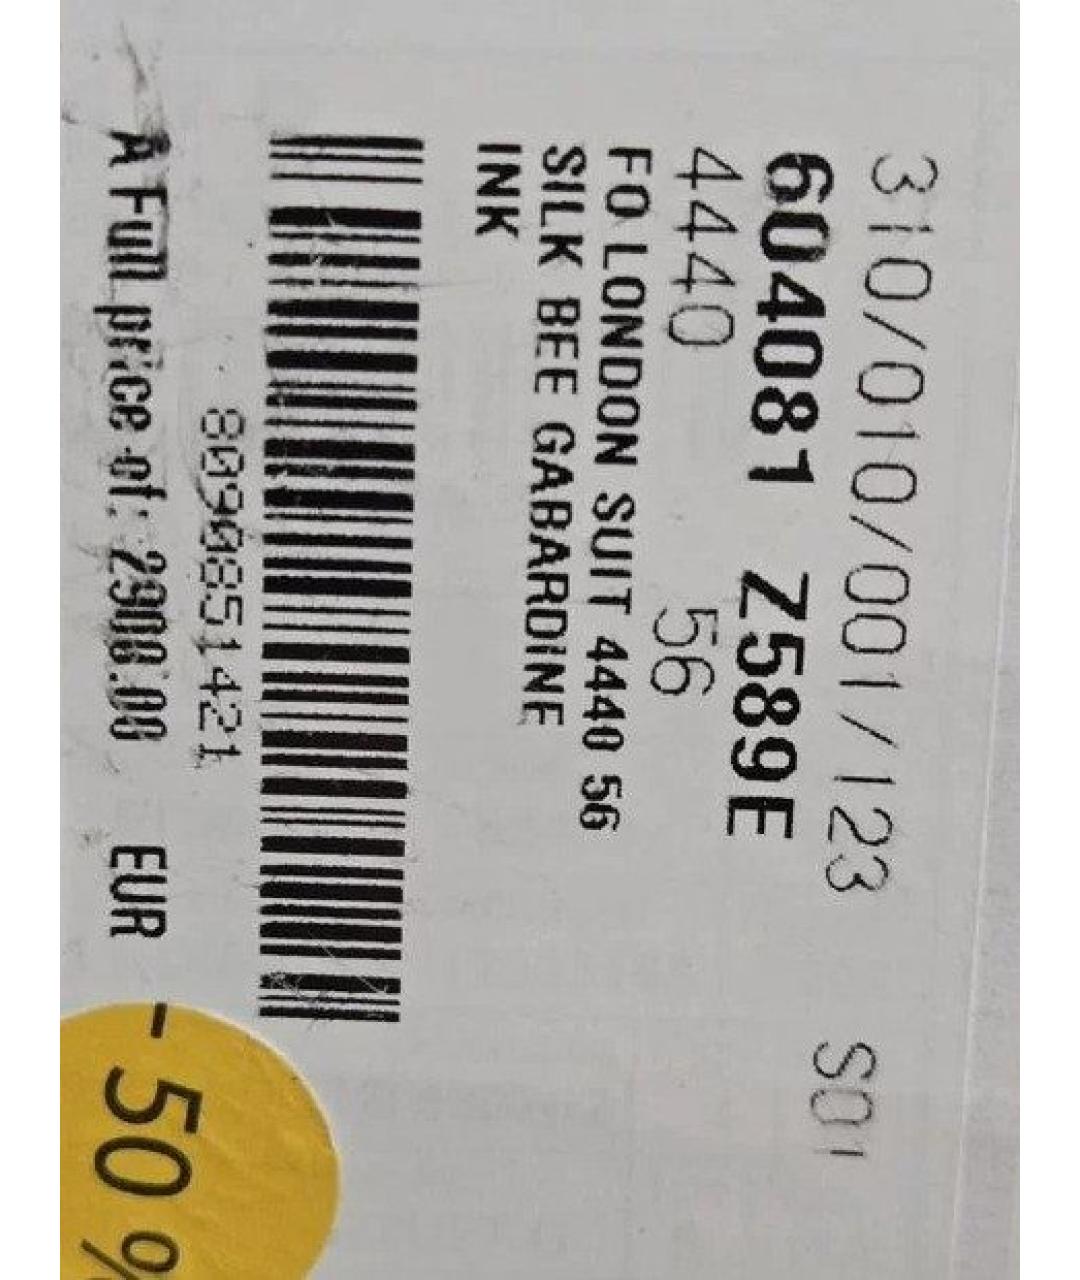 310/010/001/123 S01
604081 Z589E
4440 56
FO LONDON SUIT 4440 56
SILK BEE GABARDINE
INK
8090851421
A Full price of: 2900.00 EUR
- 50 %